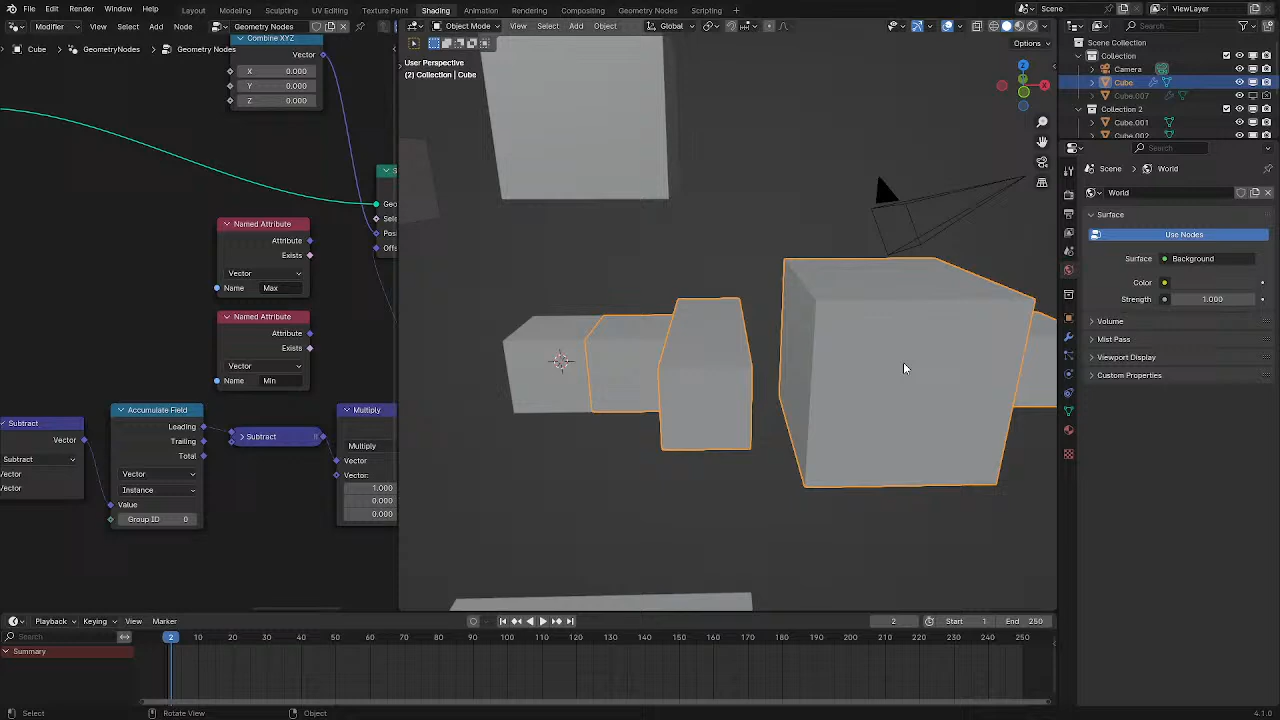 File Edit Render Window Help
Layout Modeling Sculpting UV Editing Texture Paint Shading Animation Rendering Compositing Geometry Nodes Scripting
Scene
ViewLayer
Modifier
View Select Add Node
Geometry Nodes
Object Mode
View Select Add Object
Global
Search
Cube > GeometryNodes > Geometry Nodes
Options
Combine XYZ
Vector
X 0.000
Y 0.000
Z 0.000
Geo
Sele
Pos
Offs
Named Attribute
Attribute
Exists
Vector
Name Max
Named Attribute
Attribute
Exists
Vector
Name Min
Subtract
Vector
Subtract
Vector
Vector
Accumulate Field
Leading
Trailing
Total
Vector
Instance
Value
Group ID 0
Subtract
Multiply
Multiply
Vector
Vector:
1.000
0.000
0.000
User Perspective
(2) Collection | Cube
Z
X
Scene Collection
Collection
Camera
Cube
Cube.007
Collection 2
Cube.001
Cube.002
Search
Scene > World
World
Surface
Use Nodes
Surface Background
Color
Strength 1.000
Volume
Mist Pass
Viewport Display
Custom Properties
Playback Keying View Marker
2 Start 1 End 250
Search
2 10 20 30 40 50 60 70 80 90 100 110 120 130 140 150 160 170 180 190 200 210 220 230 240 250
Summary
Select Rotate View Object 4.1.0